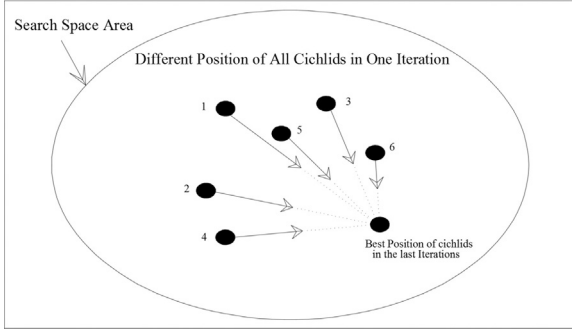 Search Space Area
Different Position of All Cichlids in One Iteration
1
3
5
6
2
4
Best Position of cichlids
in the last Iterations